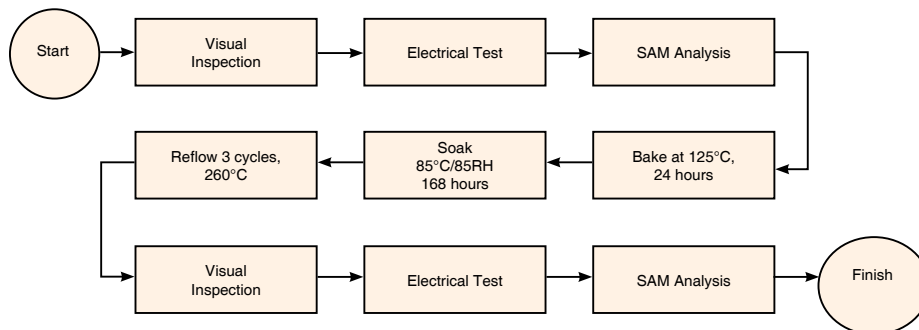 Start
Visual
Inspection
Electrical Test
SAM Analysis
Bake at 125°C,
24 hours
Soak
85°C/85RH
168 hours
Reflow 3 cycles,
260°C
Visual
Inspection
Electrical Test
SAM Analysis
Finish